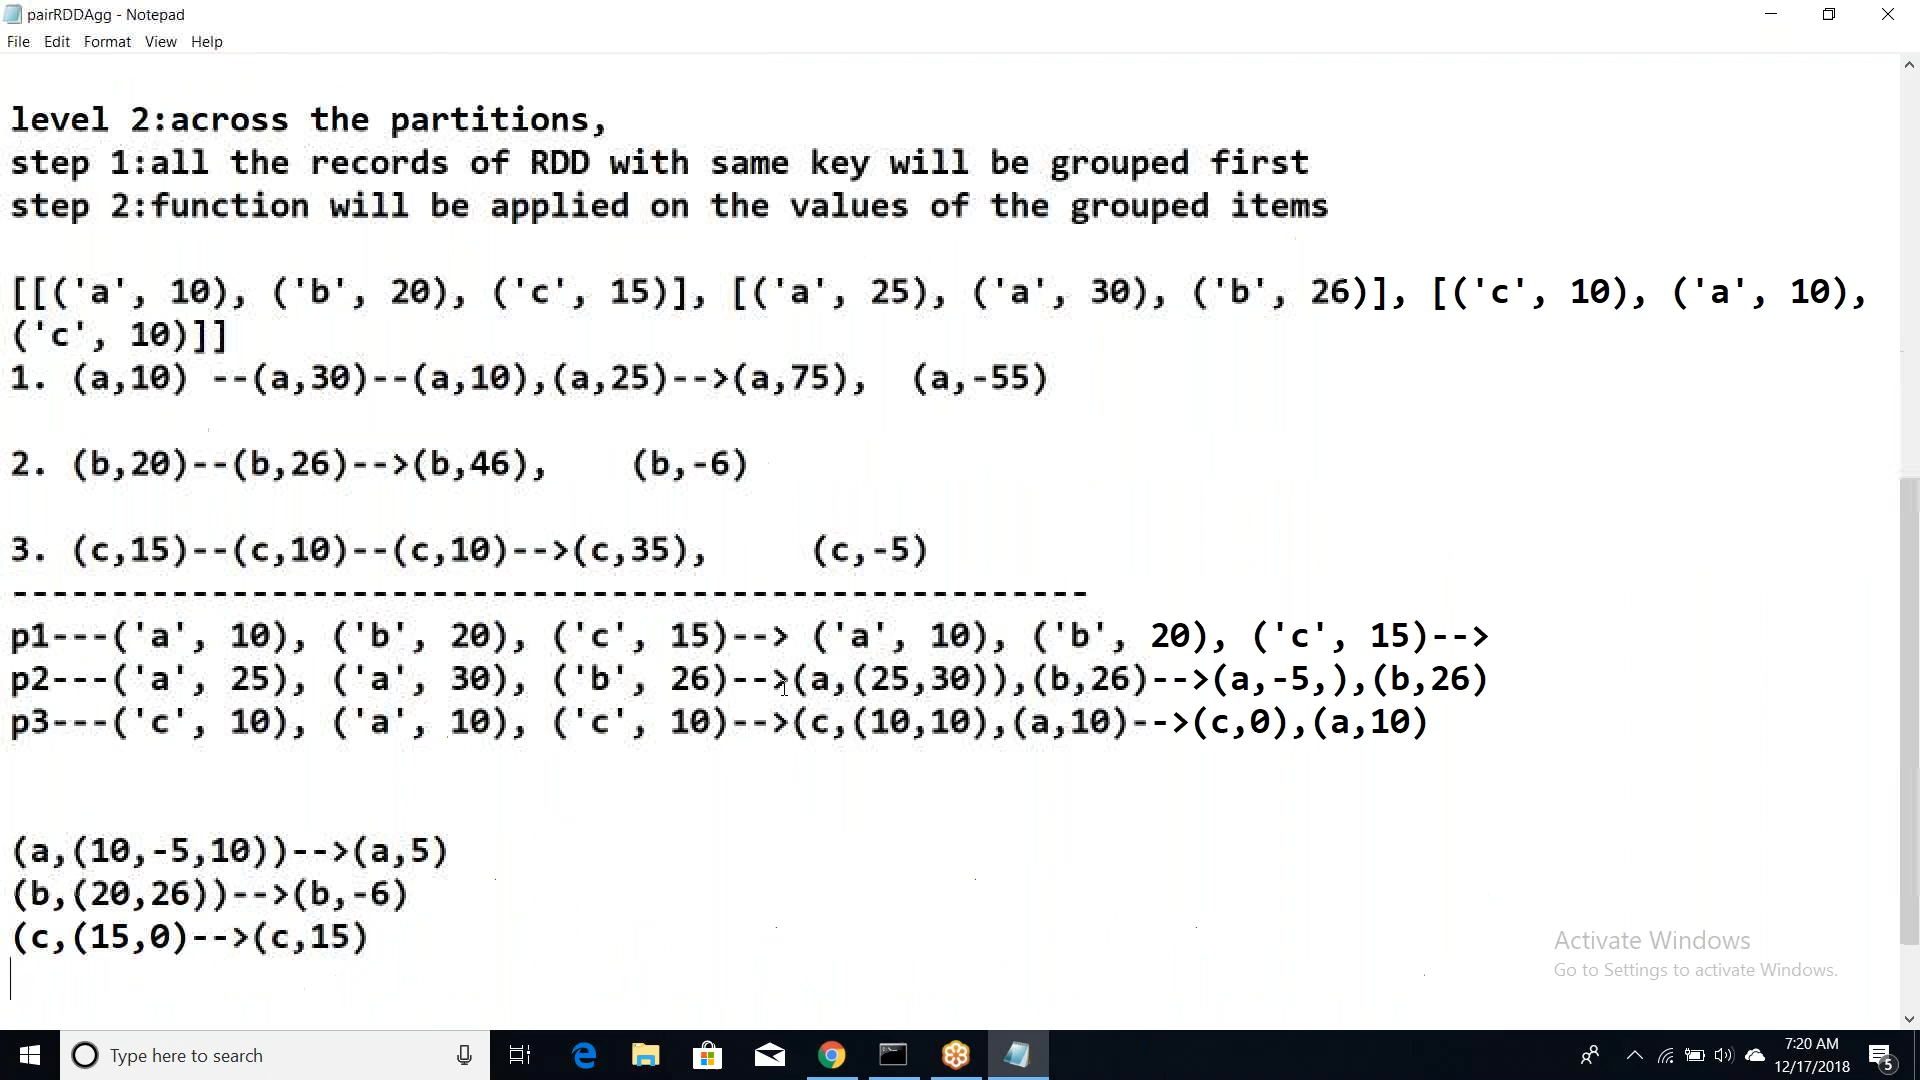 pairRDDAgg - Notepad
File Edit Format View Help
level 2:across the partitions,
step 1:all the records of RDD with same key will be grouped first
step 2:function will be applied on the values of the grouped items
[[('a', 10), ('b', 20), ('c', 15)], [('a', 25), ('a', 30), ('b', 26)], [('c', 10), ('a', 10),
('c', 10)]]
1. (a,10) --(a,30)--(a,10),(a,25)-->(a,75), (a,-55)
2. (b,20)--(b,26)-->(b,46), (b,-6)
3. (c,15)--(c,10)--(c,10)-->(c,35), (c,-5)
------------------------------------------------------
p1---('a', 10), ('b', 20), ('c', 15)--> ('a', 10), ('b', 20), ('c', 15)-->
p2---('a', 25), ('a', 30), ('b', 26)-->(a,(25,30)),(b,26)-->(a,-5,),(b,26)
p3---('c', 10), ('a', 10), ('c', 10)-->(c,(10,10),(a,10)-->(c,0),(a,10)
(a,(10,-5,10))-->(a,5)
(b,(20,26))-->(b,-6)
(c,(15,0)-->(c,15)
Activate Windows
Go to Settings to activate Windows.
Type here to search
7:20 AM
12/17/2018
5